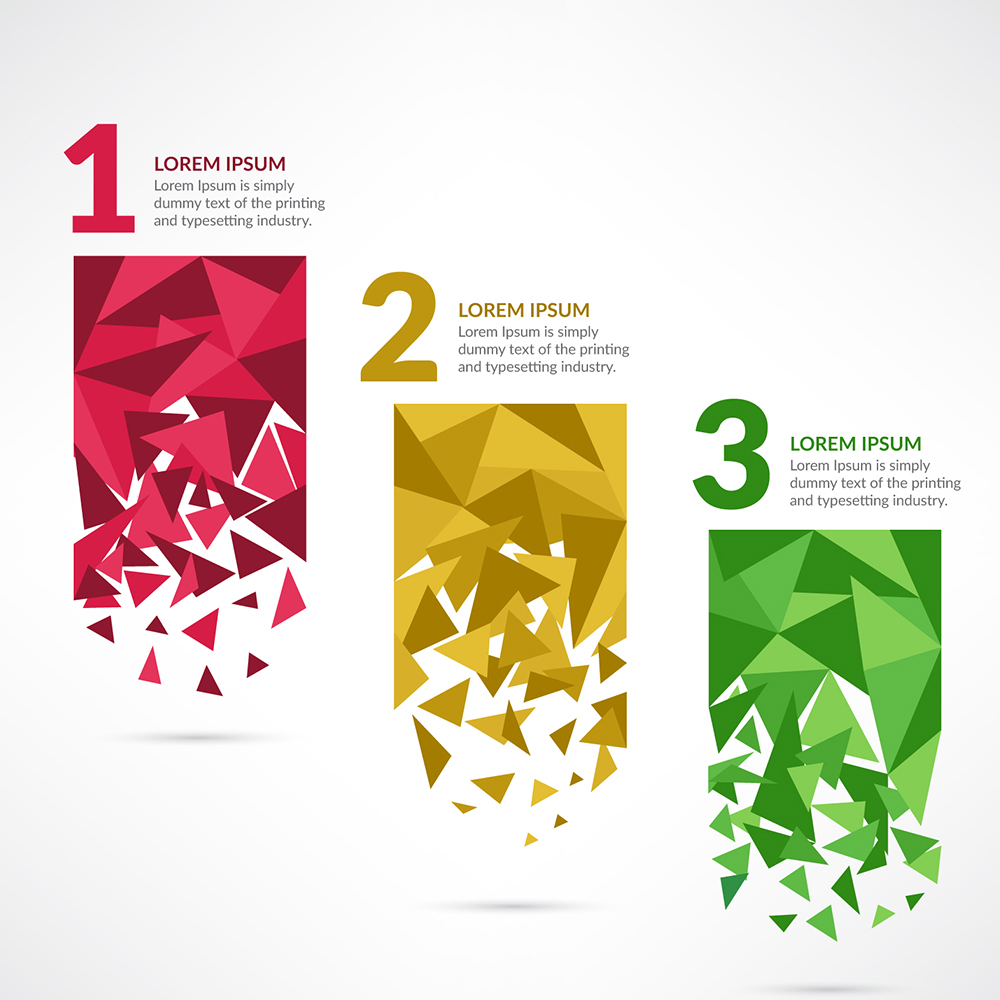 1
LOREM IPSUM
Lorem Ipsum is simply
dummy text of the printing
and typesetting industry.
2
LOREM IPSUM
Lorem Ipsum is simply
dummy text of the printing
and typesetting industry.
3
LOREM IPSUM
Lorem Ipsum is simply
dummy text of the printing
and typesetting industry.